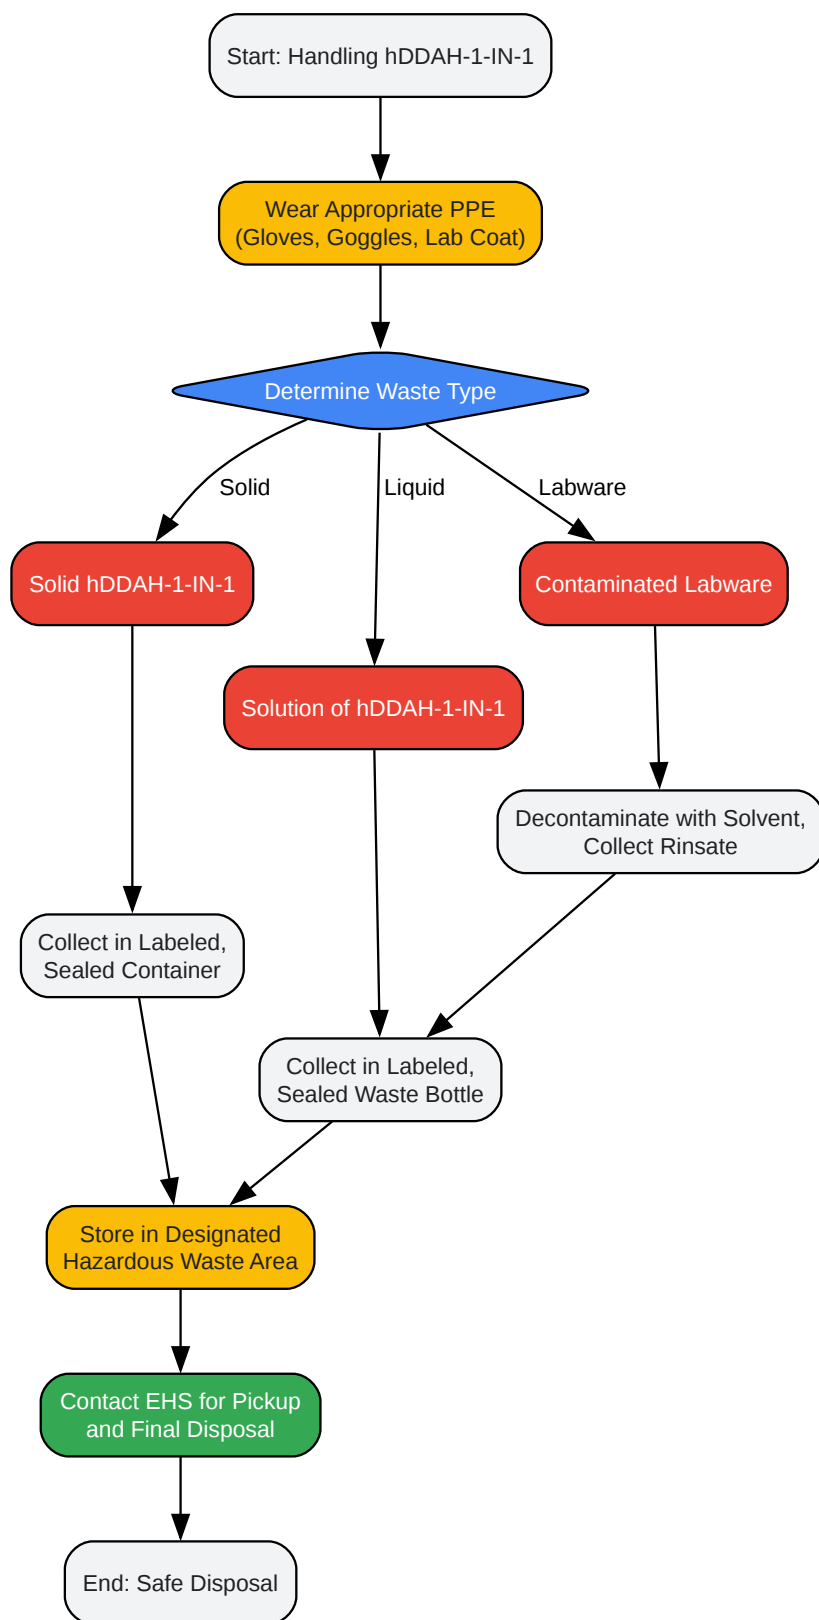 Start: Handling hDDAH-1-IN-1
Wear Appropriate PPE
(Gloves, Goggles, Lab Coat)
Determine Waste Type
Solid
Liquid
Labware
Solid hDDAH-1-IN-1
Contaminated Labware
Solution of hDDAH-1-IN-1
Decontaminate with Solvent,
Collect Rinsate
Collect in Labeled,
Sealed Container
Collect in Labeled,
Sealed Waste Bottle
Store in Designated
Hazardous Waste Area
Contact EHS for Pickup
and Final Disposal
End: Safe Disposal